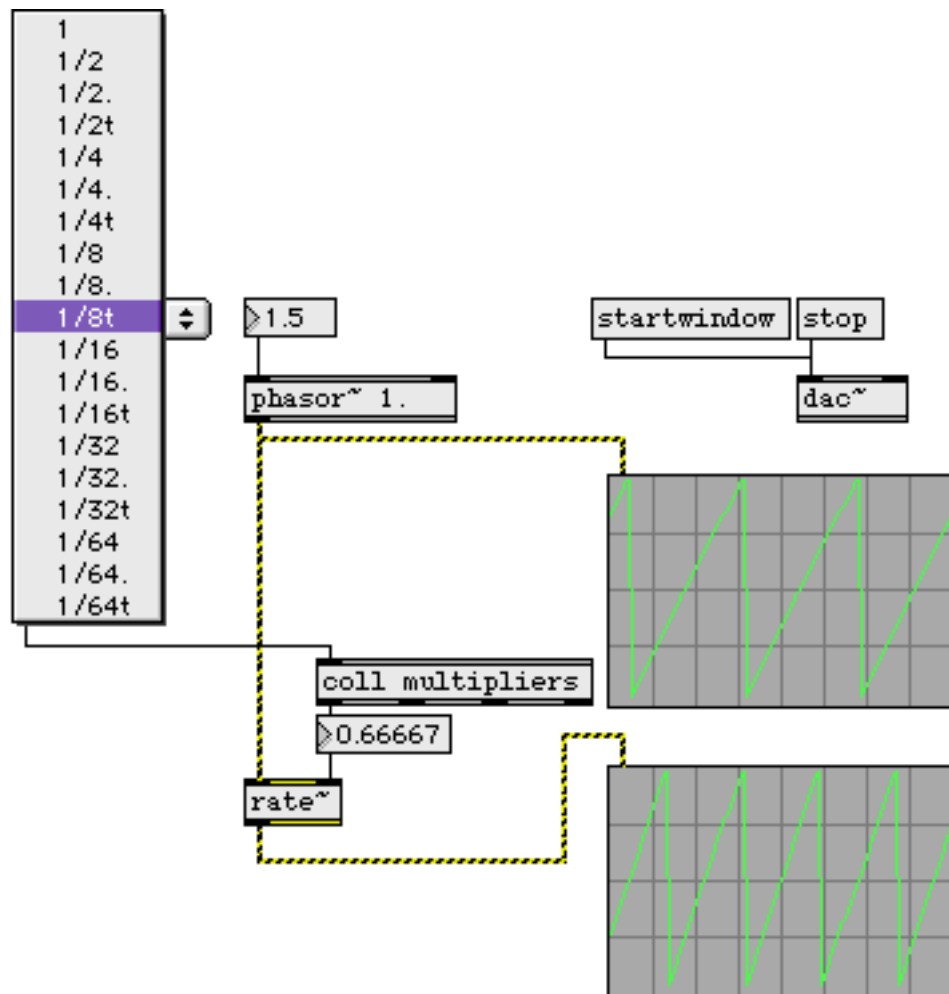 1
1/2
1/2.
1/2t
1/4
1/4.
1/4t
1/8
1/8.
1/8t
1/16
1/16.
1/16t
1/32
1/32.
1/32t
1/64
1/64.
1/64t
1.5
phasor~ 1.
startwindow
stop
dac~
coll multipliers
0.66667
rate~